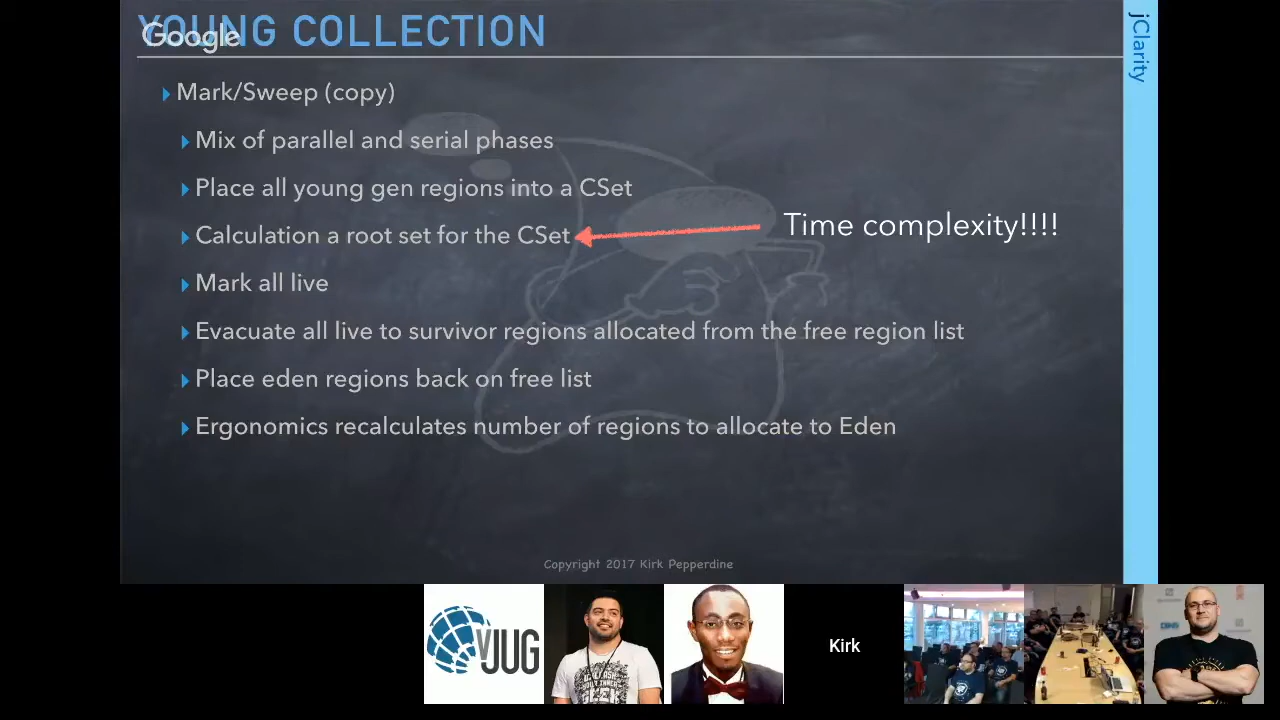 YOUNG COLLECTION
Google
jClarity
Mark/Sweep (copy)
Mix of parallel and serial phases
Place all young gen regions into a CSet
Calculation a root set for the CSet
Time complexity!!!!
Mark all live
Evacuate all live to survivor regions allocated from the free region list
Place eden regions back on free list
Ergonomics recalculates number of regions to allocate to Eden
Copyright 2017 Kirk Pepperdine
vJUG
Kirk